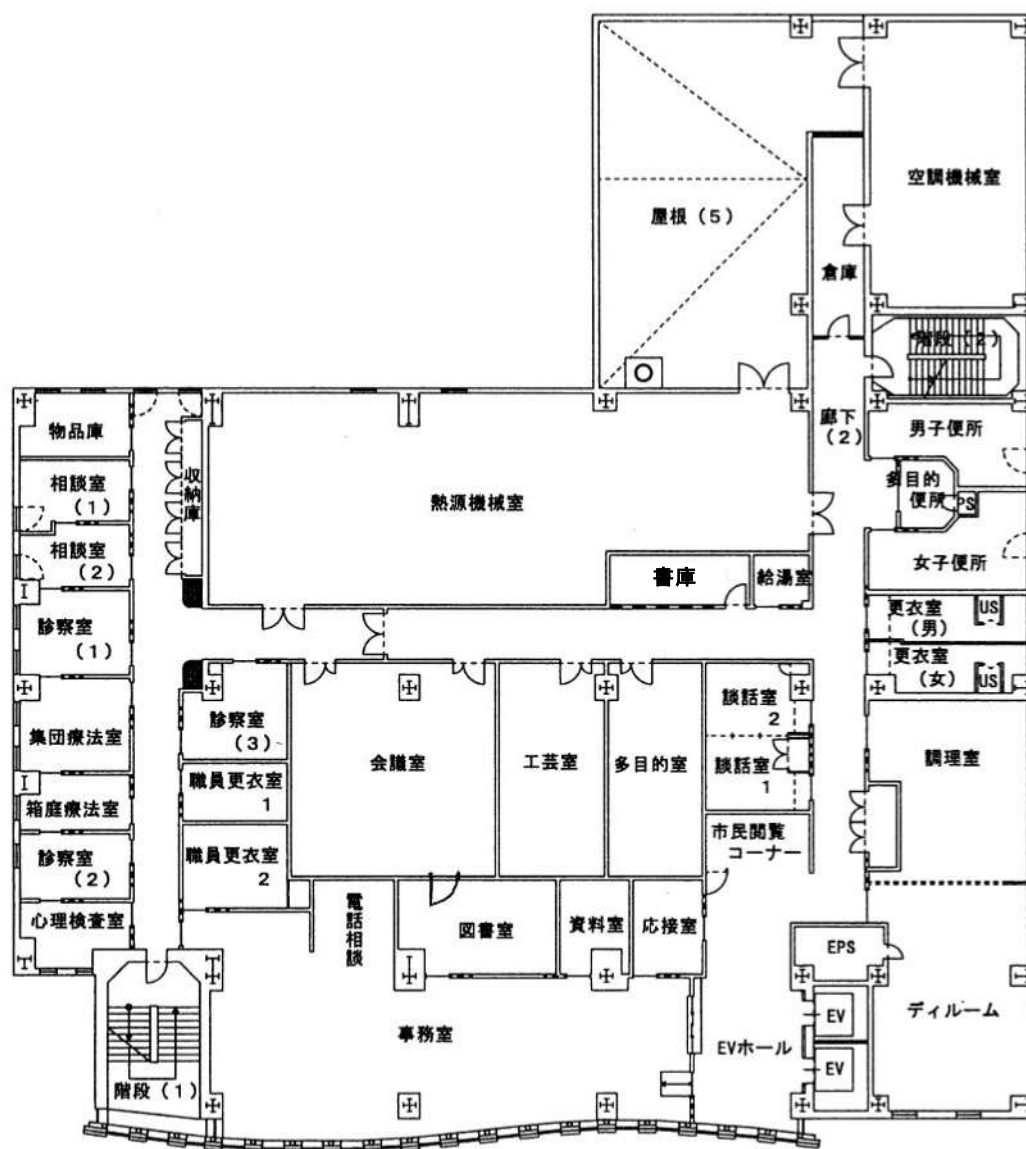 空調機械室
屋根（5）
倉庫
階段（2）
物品庫
廊下
（2）
男子便所
相談室
（1）
収納庫
熱源機械室
多目的
便所
PS
相談室
（2）
書庫
給湯室
女子便所
診察室
（1）
更衣室
（男）
US
更衣室
（女）
US
集団療法室
診察室
（3）
会議室
工芸室
多目的室
談話室
2
談話室
1
調理室
箱庭療法室
職員更衣室
1
市民閲覧
コーナー
診察室
（2）
職員更衣室
2
電話相談
心理検査室
図書室
資料室
応接室
EPS
ディルーム
事務室
EVホール
EV
EV
階段（1）